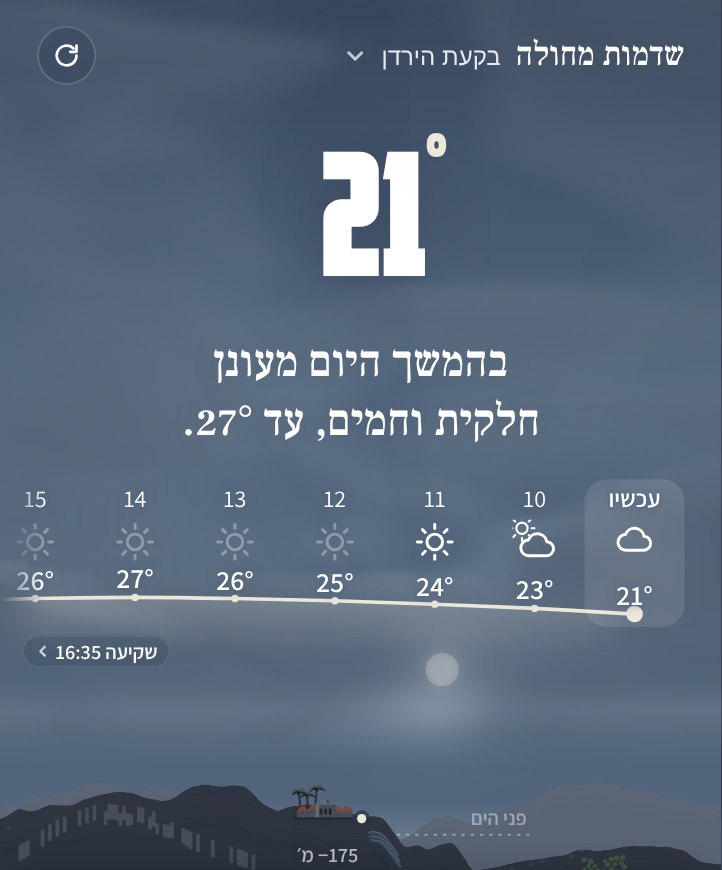 שדמות מחולה בקעת הירדן
21°
בהמשך היום מעונן
חלקית וחמים, עד 27°.
עכשיו 10 11 12 13 14 15
21° 23° 24° 25° 26° 27° 26°
שקיעה 16:35
פני הים
−175 מ׳